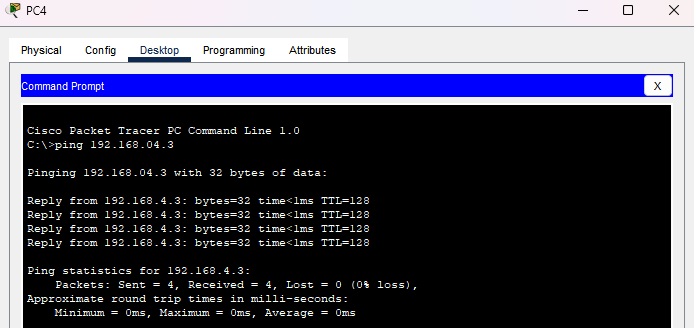 PC4
Physical Config Desktop Programming Attributes
Command Prompt X
Cisco Packet Tracer PC Command Line 1.0
C:\>ping 192.168.04.3
Pinging 192.168.04.3 with 32 bytes of data:
Reply from 192.168.4.3: bytes=32 time<1ms TTL=128
Reply from 192.168.4.3: bytes=32 time<1ms TTL=128
Reply from 192.168.4.3: bytes=32 time<1ms TTL=128
Reply from 192.168.4.3: bytes=32 time<1ms TTL=128
Ping statistics for 192.168.4.3:
Packets: Sent = 4, Received = 4, Lost = 0 (0% loss),
Approximate round trip times in milli-seconds:
Minimum = 0ms, Maximum = 0ms, Average = 0ms